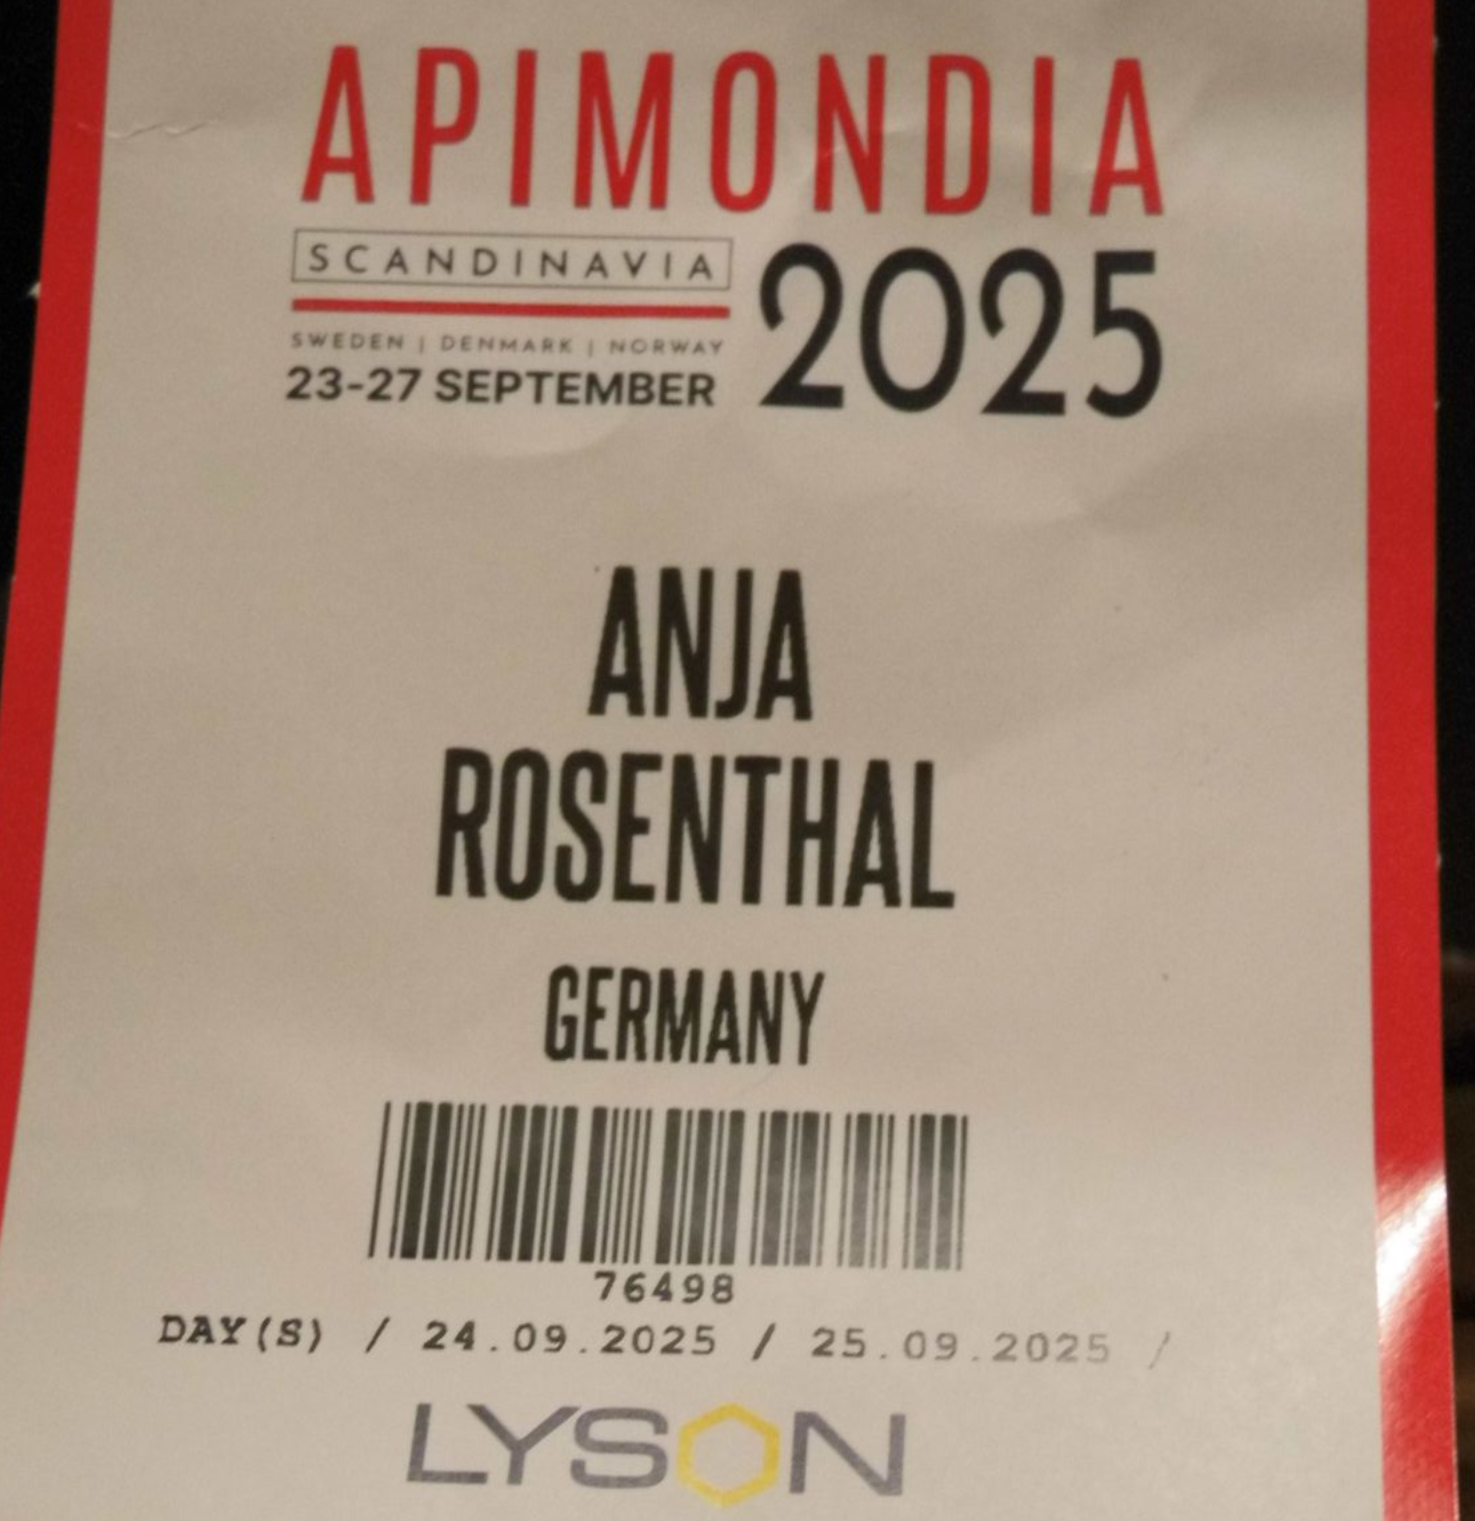 APIMONDIA
SCANDINAVIA
2025
SWEDEN | DENMARK | NORWAY
23-27 SEPTEMBER
ANJA
ROSENTHAL
GERMANY
76498
DAY(S) / 24.09.2025 / 25.09.2025 /
LYSON